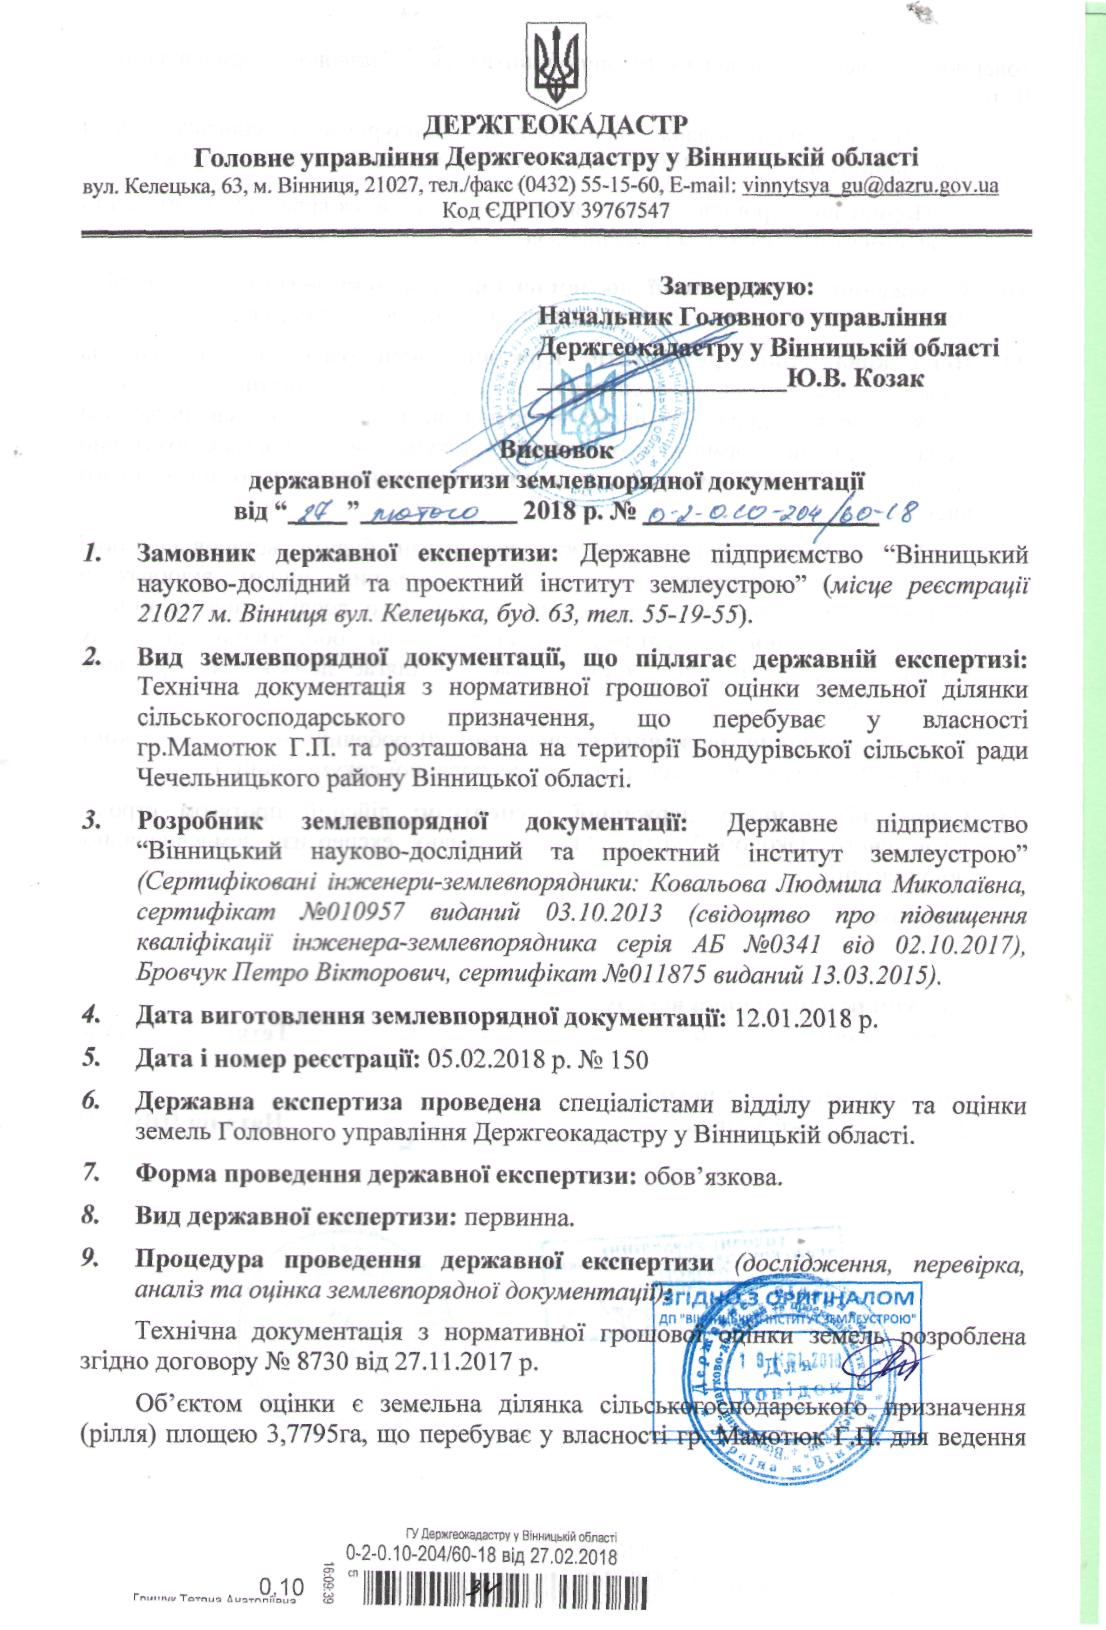 ДЕРЖГЕОКАДАСТР
Головне управління Держгеокадастру у Вінницькій області
вул. Келецька, 63, м. Вінниця, 21027, тел./факс (0432) 55-15-60, E-mail: vinnytsya_gu@dazru.gov.ua
Код ЄДРПОУ 39767547
Затверджую:
Начальник Головного управління
Держгеокадастру у Вінницькій області
___________________Ю.В. Козак
Висновок
державної експертизи землевпорядної документації
від “ 27 ” лютого 2018 р. № 0-2-0.10-204/60-18
1. Замовник державної експертизи: Державне підприємство “Вінницький
науково-дослідний та проектний інститут землеустрою” (місце реєстрації
21027 м. Вінниця вул. Келецька, буд. 63, тел. 55-19-55).
2. Вид землевпорядної документації, що підлягає державній експертизі:
Технічна документація з нормативної грошової оцінки земельної ділянки
сільськогосподарського призначення, що перебуває у власності
гр.Мамотюк Г.П. та розташована на території Бондурівської сільської ради
Чечельницького району Вінницької області.
3. Розробник землевпорядної документації: Державне підприємство
“Вінницький науково-дослідний та проектний інститут землеустрою”
(Сертифіковані інженери-землевпорядники: Ковальова Людмила Миколаївна,
сертифікат №010957 виданий 03.10.2013 (свідоцтво про підвищення
кваліфікації інженера-землевпорядника серія АБ №0341 від 02.10.2017),
Бровчук Петро Вікторович, сертифікат №011875 виданий 13.03.2015).
4. Дата виготовлення землевпорядної документації: 12.01.2018 р.
5. Дата і номер реєстрації: 05.02.2018 р. № 150
6. Державна експертиза проведена спеціалістами відділу ринку та оцінки
земель Головного управління Держгеокадастру у Вінницькій області.
7. Форма проведення державної експертизи: обов’язкова.
8. Вид державної експертизи: первинна.
9. Процедура проведення державної експертизи (дослідження, перевірка,
аналіз та оцінка землевпорядної документації):
ЗГІДНО З ОРИГІНАЛОМ
ДП "ВІННИЦЬКИЙ ІНСТИТУТ ЗЕМЛЕУСТРОЮ"
Технічна документація з нормативної грошової оцінки земель розроблена
згідно договору № 8730 від 27.11.2017 р.
Для
довідок
Об’єктом оцінки є земельна ділянка сільськогосподарського призначення
(рілля) площею 3,7795га, що перебуває у власності гр. Мамотюк Г.П. для ведення
ГУ Держгеокадастру у Вінницькій області
0-2-0.10-204/60-18 від 27.02.2018
16:09:39
сп
34
0,10